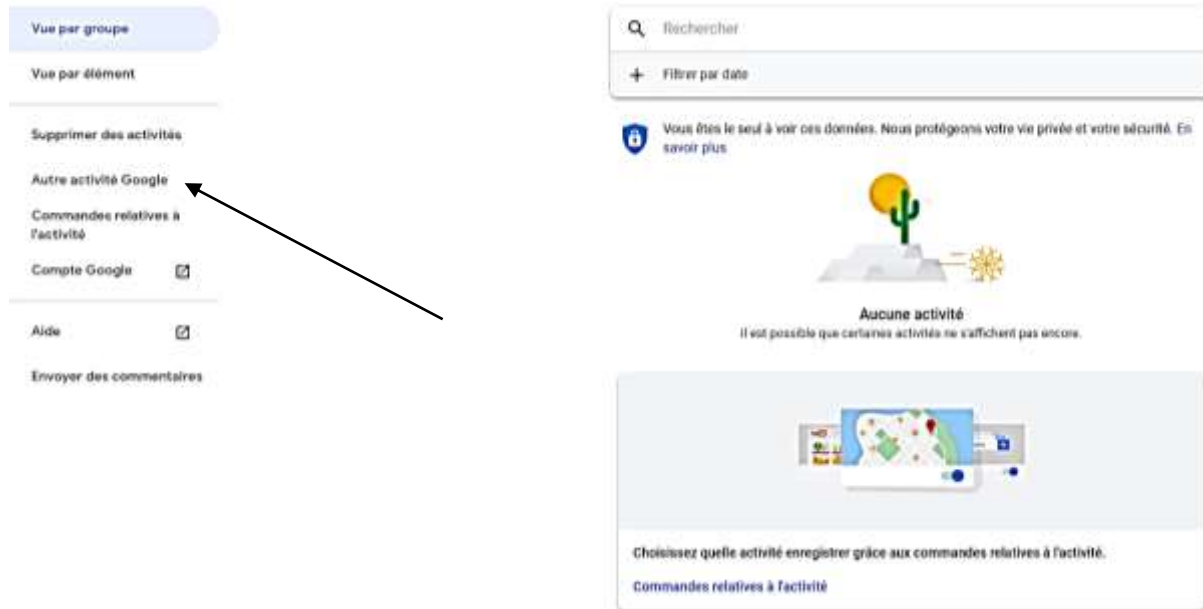 Vue par groupe
Vue par élément
Supprimer des activités
Autre activité Google
Commandes relatives à
l'activité
Compte Google
Aide
Envoyer des commentaires
Rechercher
Filtrer par date
Vous êtes le seul à voir ces données. Nous protégeons votre vie privée et votre sécurité. En
savoir plus
Aucune activité
Il est possible que certaines activités ne s'affichent pas encore.
Choisissez quelle activité enregistrer grâce aux commandes relatives à l'activité.
Commandes relatives à l'activité